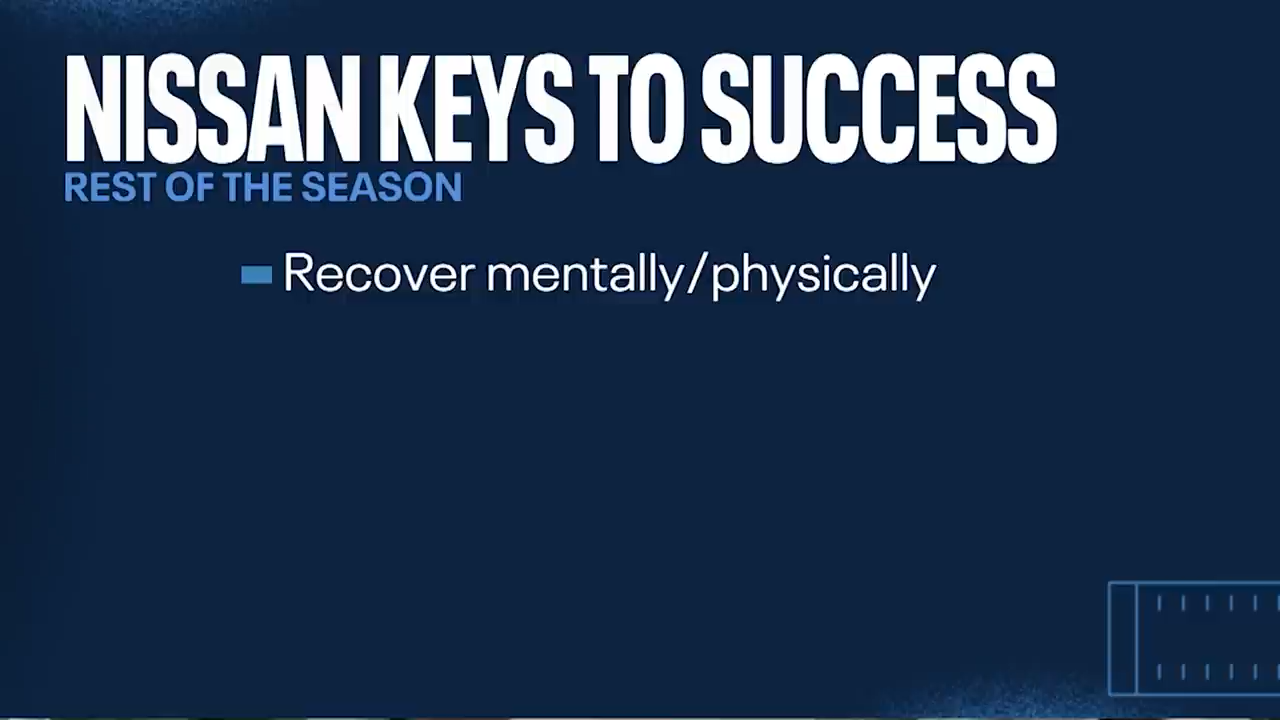 NISSAN KEYS TO SUCCESS
REST OF THE SEASON
Recover mentally/physically